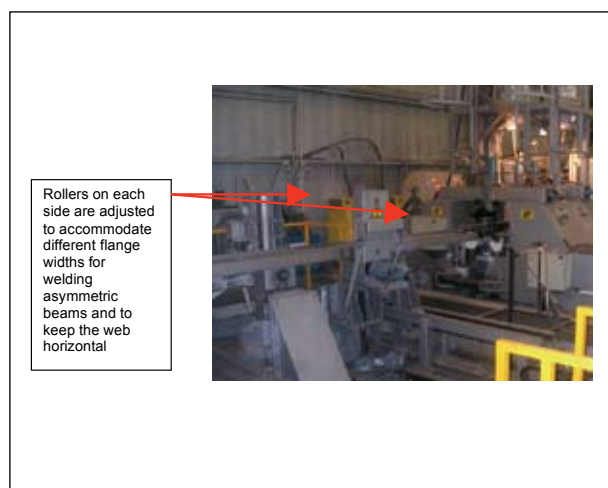 Rollers on each
side are adjusted
to accommodate
different flange
widths for
welding
asymmetric
beams and to
keep the web
horizontal